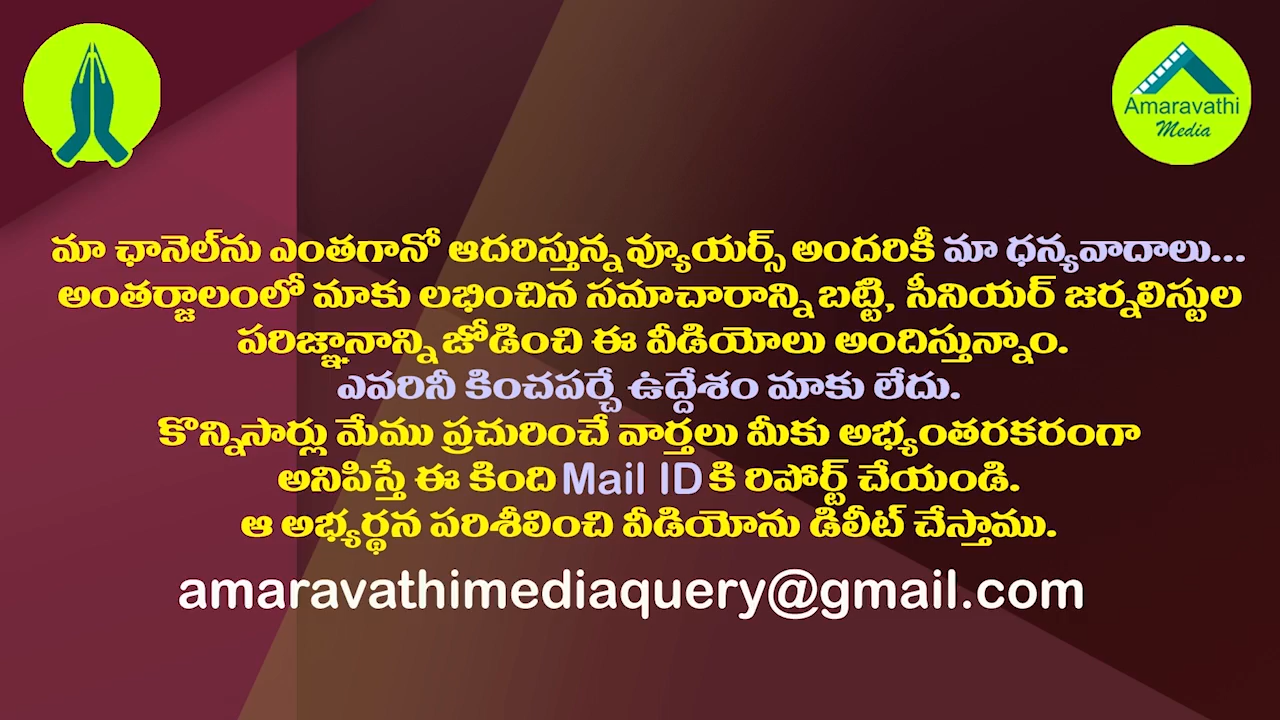 Amaravathi
Media
మా ఛానెల్‌ను ఎంతగానో ఆదరిస్తున్న వ్యూయర్స్ అందరికీ మా ధన్యవాదాలు...
అంతర్జాలంలో మాకు లభించిన సమాచారాన్ని బట్టి, సీనియర్ జర్నలిస్టుల
పరిజ్ఞానాన్ని జోడించి ఈ వీడియోలు అందిస్తున్నాం.
ఎవరినీ కించపర్చే ఉద్దేశం మాకు లేదు.
కొన్నిసార్లు మేము ప్రచురించే వార్తలు మీకు అభ్యంతరకరంగా
అనిపిస్తే ఈ కింది Mail ID కి రిపోర్ట్ చేయండి.
ఆ అభ్యర్థన పరిశీలించి వీడియోను డిలీట్ చేస్తాము.
amaravathimediaquery@gmail.com